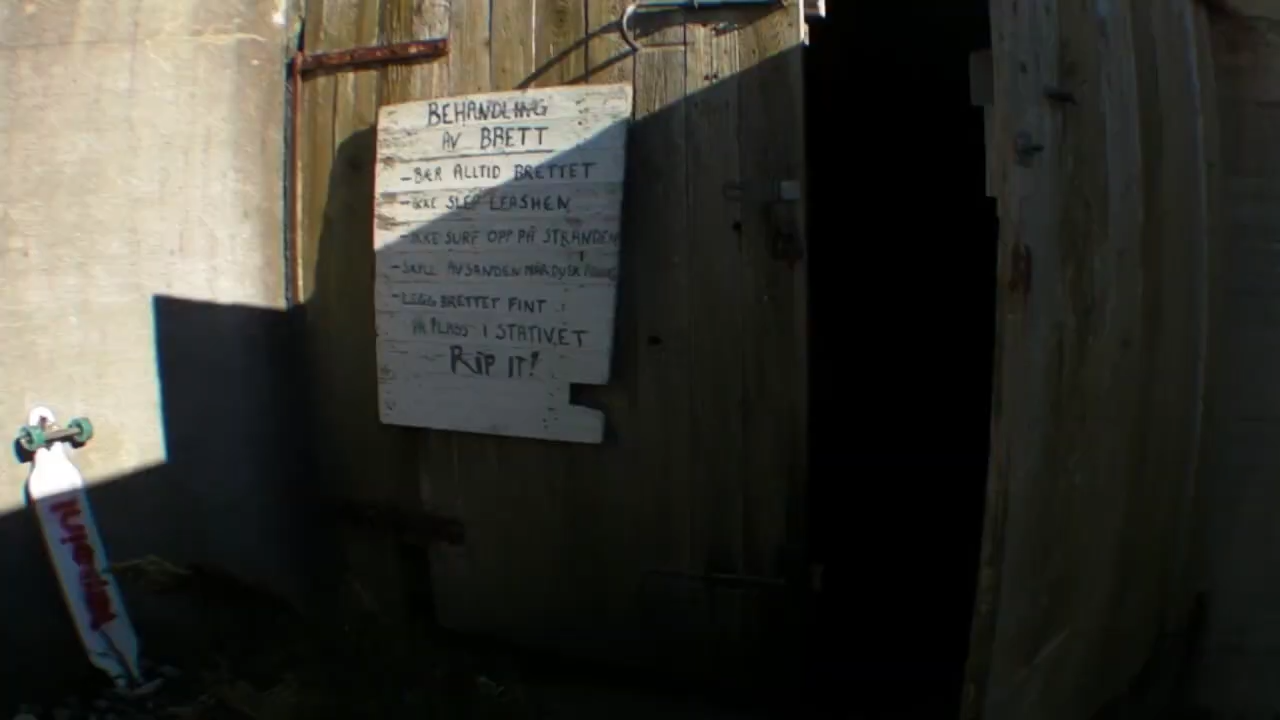 BEHANDLING
AV BRETT
-BÆR ALLTID BRETTET
-IKKE SLEP LEASHEN
-IKKE SURF OPP PÅ STRANDEN
-SKYLL AV SANDEN NÅR DU SK
-LEGG BRETTET FINT
PÅ PLASS I STATIVET
RIP IT!